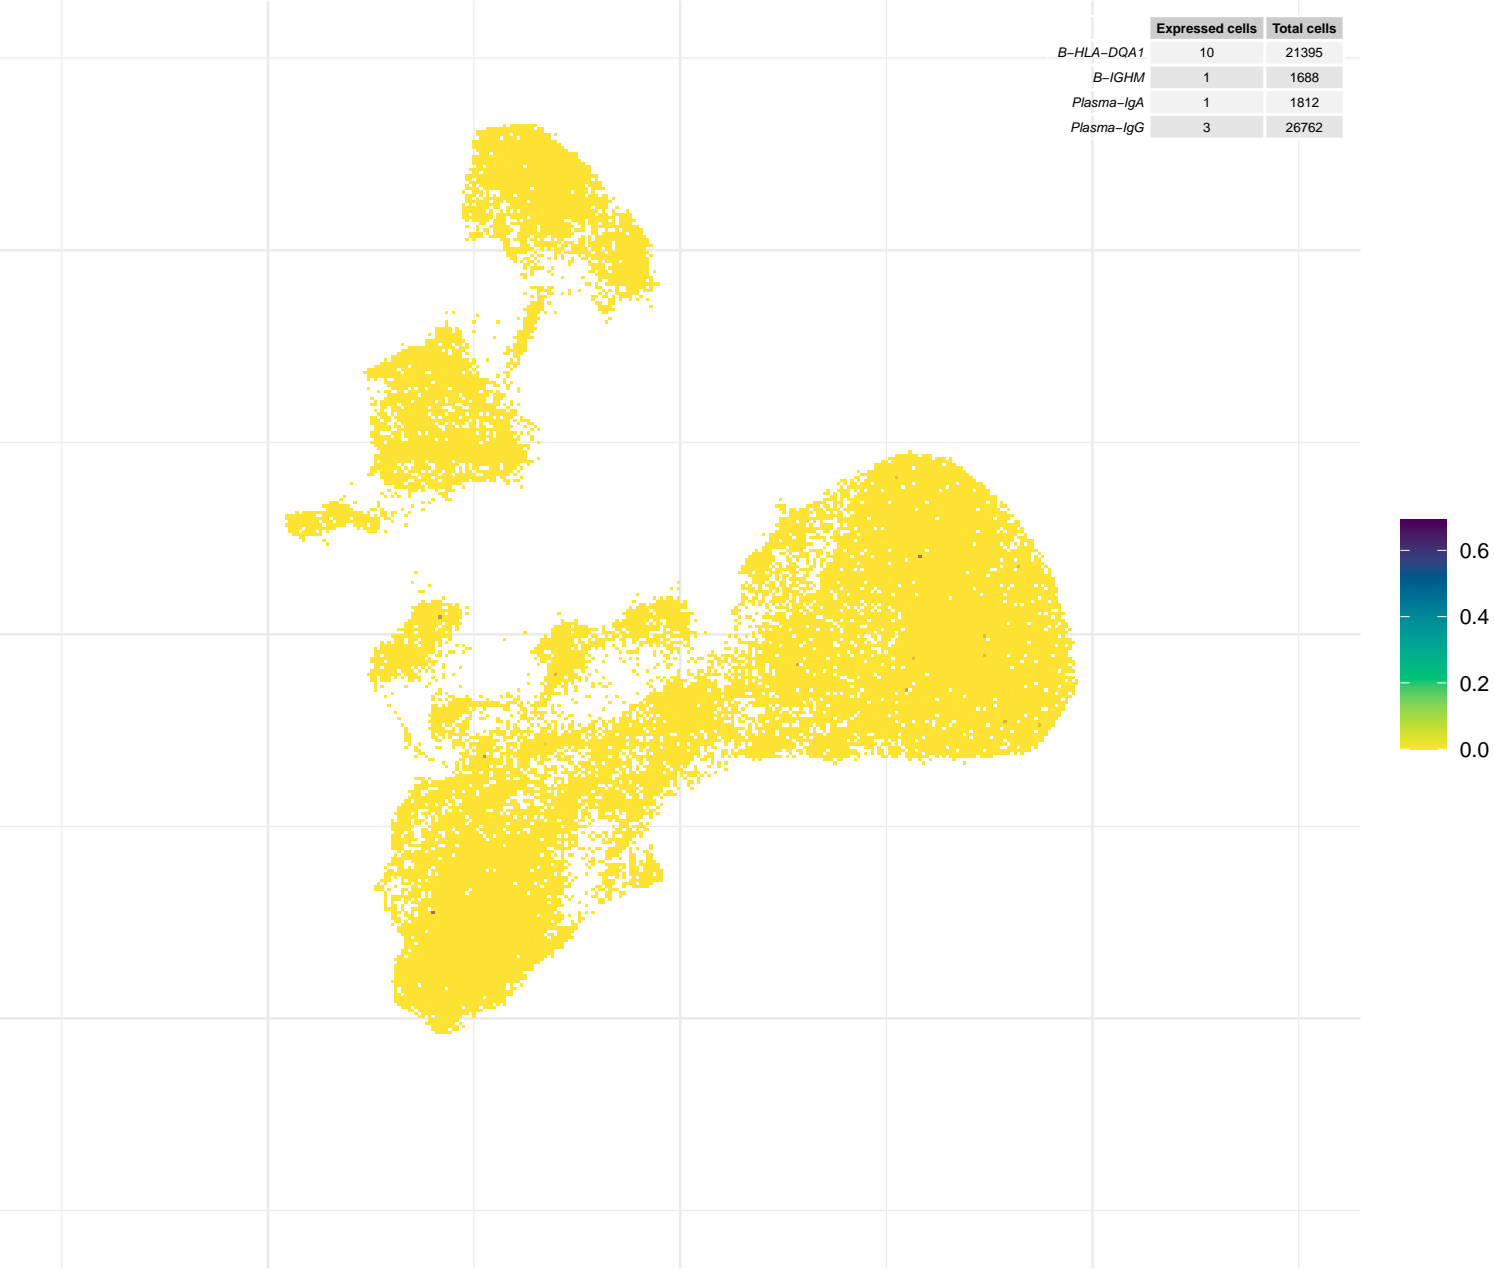 Expressed cells Total cells
B−HLA−DQA1 10 21395
B−IGHM 1 1688
Plasma−IgA 1 1812
Plasma−IgG 3 26762
0.6
0.4
0.2
0.0